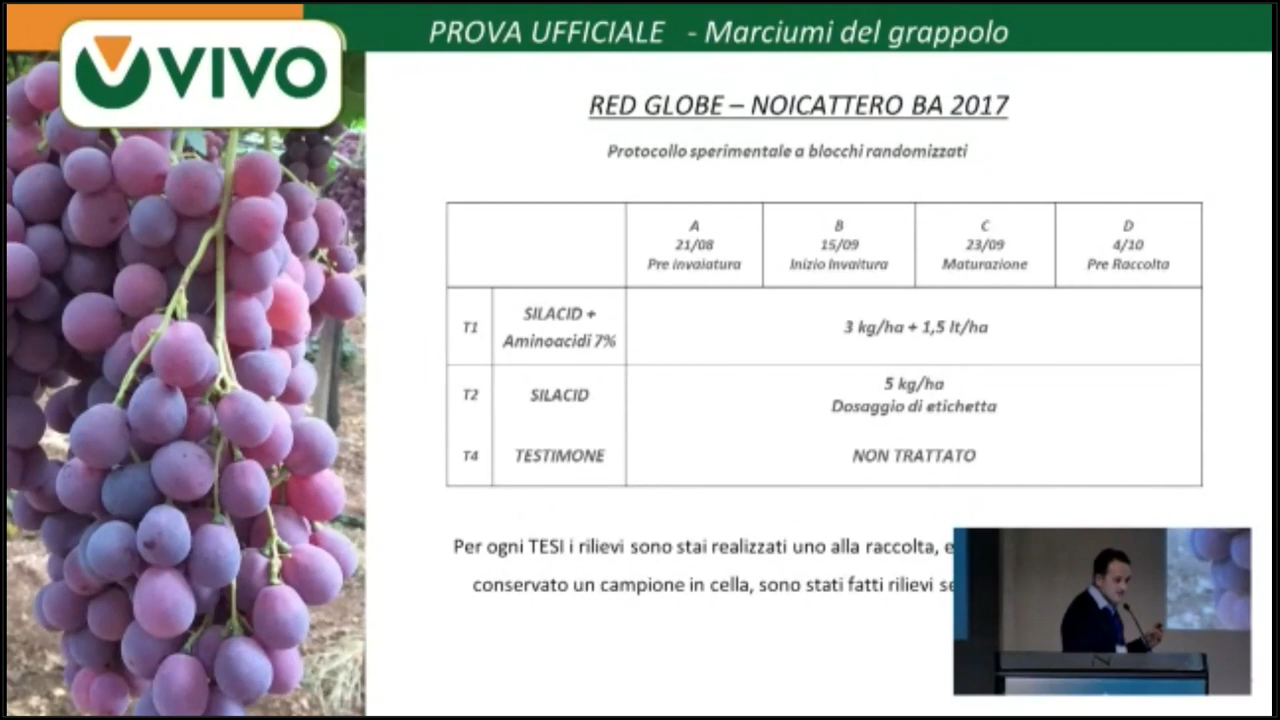 VIVO
PROVA UFFICIALE - Marciumi del grappolo
RED GLOBE – NOICATTERO BA 2017
Protocollo sperimentale a blocchi randomizzati
A
21/08
Pre invaiatura
B
15/09
Inizio Invaitura
C
23/09
Maturazione
D
4/10
Pre Raccolta
T1
SILACID +
Aminoacidi 7%
3 kg/ha + 1,5 lt/ha
T2
SILACID
5 kg/ha
Dosaggio di etichetta
T4
TESTIMONE
NON TRATTATO
Per ogni TESI i rilievi sono stai realizzati uno alla raccolta, e
conservato un campione in cella, sono stati fatti rilievi se
N